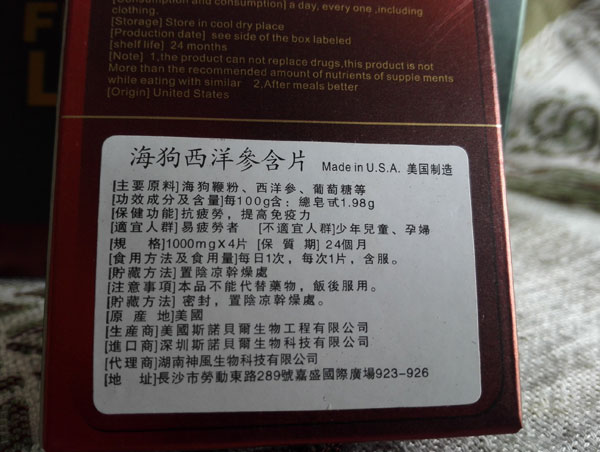 [Consumption and consumption] a day, every one ,including
clothing.
[Storage] Store in cool dry place
[Production date] see side of the box labeled
[shelf life] 24 months
[Note] 1,the product can not replace drugs,this product is not
More than the recommended amount of nutrients of supple ments
while eating with similar 2,After meals better
[Origin] United States
海狗西洋參含片 Made in U.S.A. 美国制造
[主要原料]海狗鞭粉、西洋參、葡萄糖等
[功效成分及含量]每100g含：總皂甙1.98g
[保健功能]抗疲勞，提高免疫力
[適宜人群]易疲勞者 [不適宜人群]少年兒童、孕婦
[規 格]1000mgX4片 [保 質 期]24個月
[食用方法及食用量]每日1次，每次1片，含服。
[貯藏方法]置陰凉幹燥處
[注意事項]本品不能代替藥物，飯後服用。
[貯藏方法] 密封，置陰凉幹燥處。
[原 産 地]美國
[生産商]美國斯諾貝爾生物工程有限公司
[進口商]深圳斯諾貝爾生物科技有限公司
[代理商]湖南神風生物科技有限公司
[地 址]長沙市勞動東路289號嘉盛國際廣場923-926